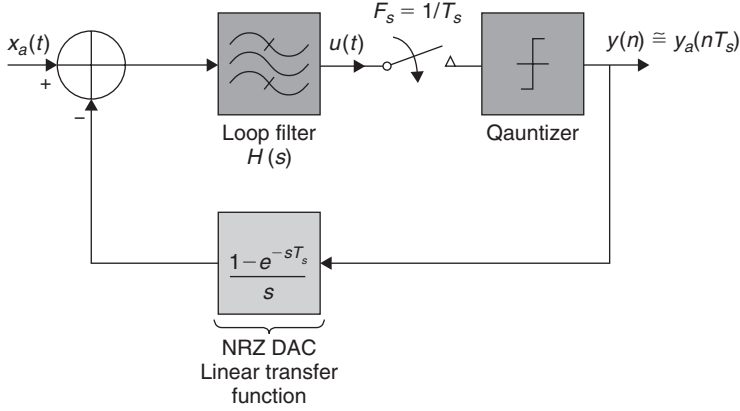 x_a(t)
+
−
Loop filter
H(s)
u(t)
F_s = 1/T_s
Qauntizer
y(n) ≅ y_a(nT_s)
1−e^{−sT_s}
s
NRZ DAC
Linear transfer
function